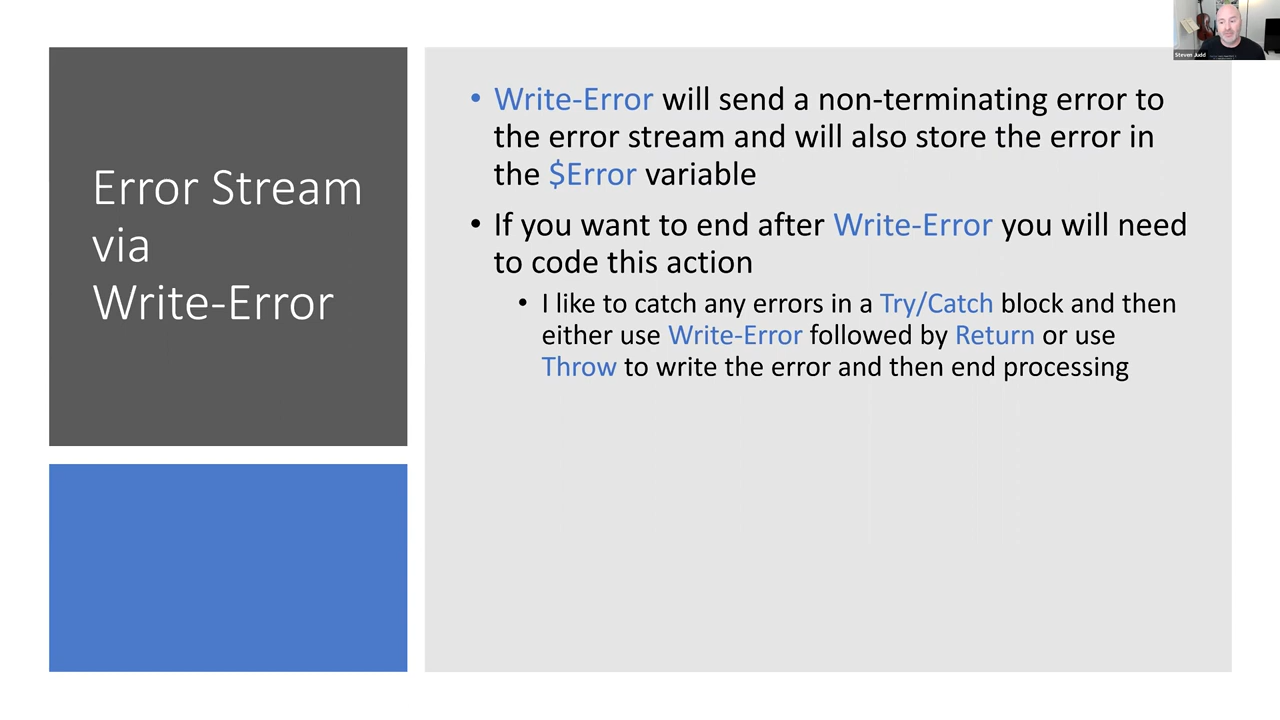 Steven Judd
Error Stream
via
Write-Error
• Write-Error will send a non-terminating error to
the error stream and will also store the error in
the $Error variable
• If you want to end after Write-Error you will need
to code this action
• I like to catch any errors in a Try/Catch block and then
either use Write-Error followed by Return or use
Throw to write the error and then end processing